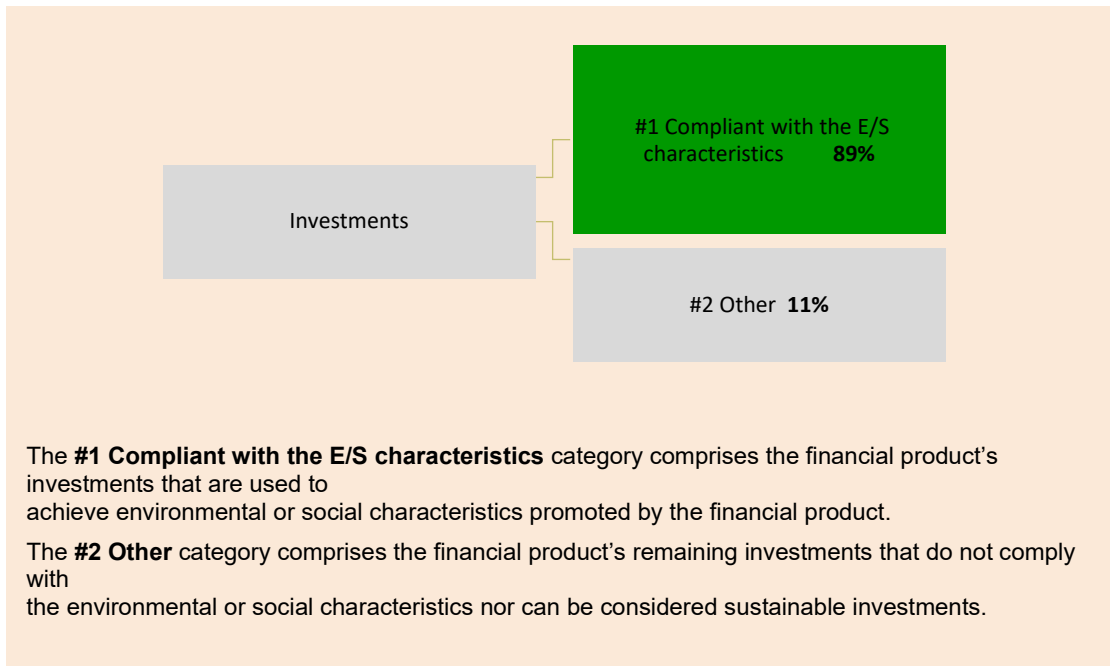 #1 Compliant with the E/S
characteristics 89%
Investments
#2 Other 11%
The #1 Compliant with the E/S characteristics category comprises the financial product’s
investments that are used to
achieve environmental or social characteristics promoted by the financial product.
The #2 Other category comprises the financial product’s remaining investments that do not comply
with
the environmental or social characteristics nor can be considered sustainable investments.